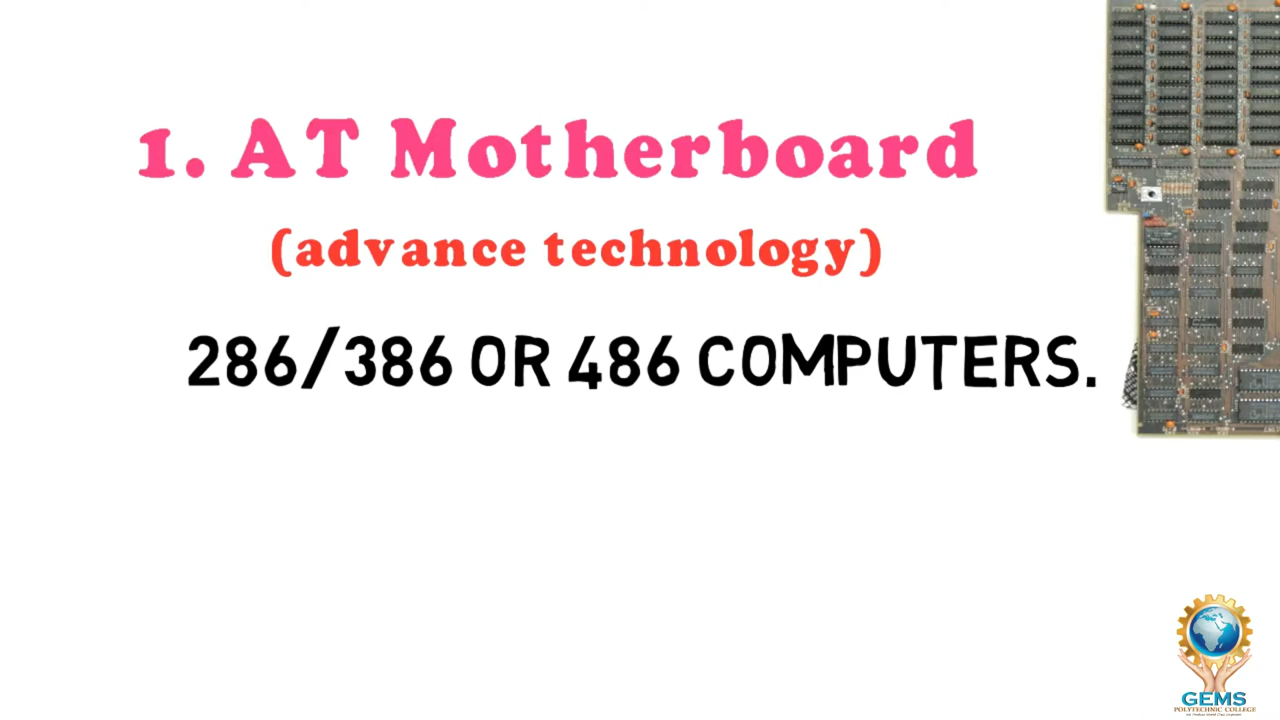 1. AT Motherboard
(advance technology)
286/386 OR 486 COMPUTERS.
GEMS
POLYTECHNIC COLLEGE